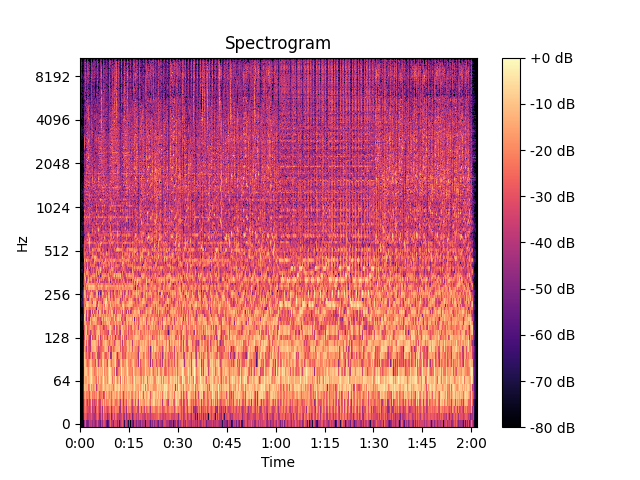 Spectrogram
8192
4096
2048
1024
512
256
128
64
0
Hz
0:00 0:15 0:30 0:45 1:00 1:15 1:30 1:45 2:00
Time
+0 dB
-10 dB
-20 dB
-30 dB
-40 dB
-50 dB
-60 dB
-70 dB
-80 dB